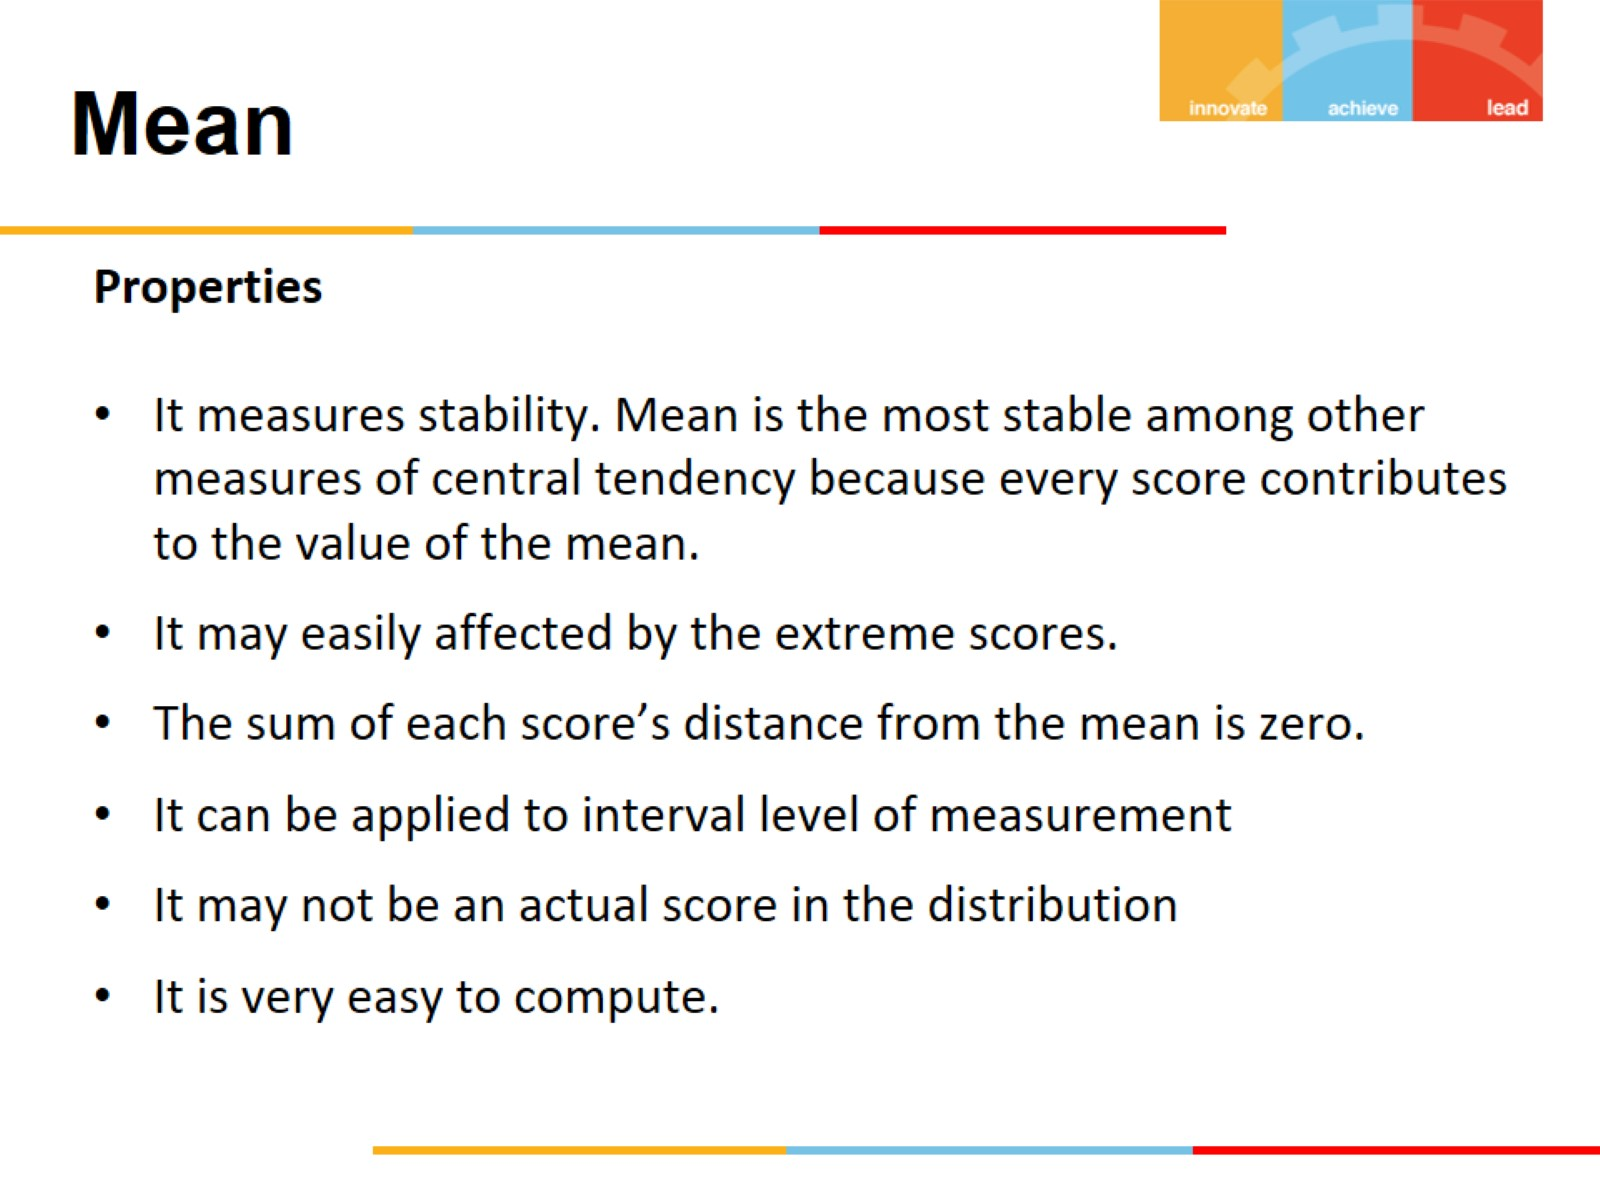 innovate achieve lead
Mean
Properties
• It measures stability. Mean is the most stable among other
measures of central tendency because every score contributes
to the value of the mean.
• It may easily affected by the extreme scores.
• The sum of each score’s distance from the mean is zero.
• It can be applied to interval level of measurement
• It may not be an actual score in the distribution
• It is very easy to compute.